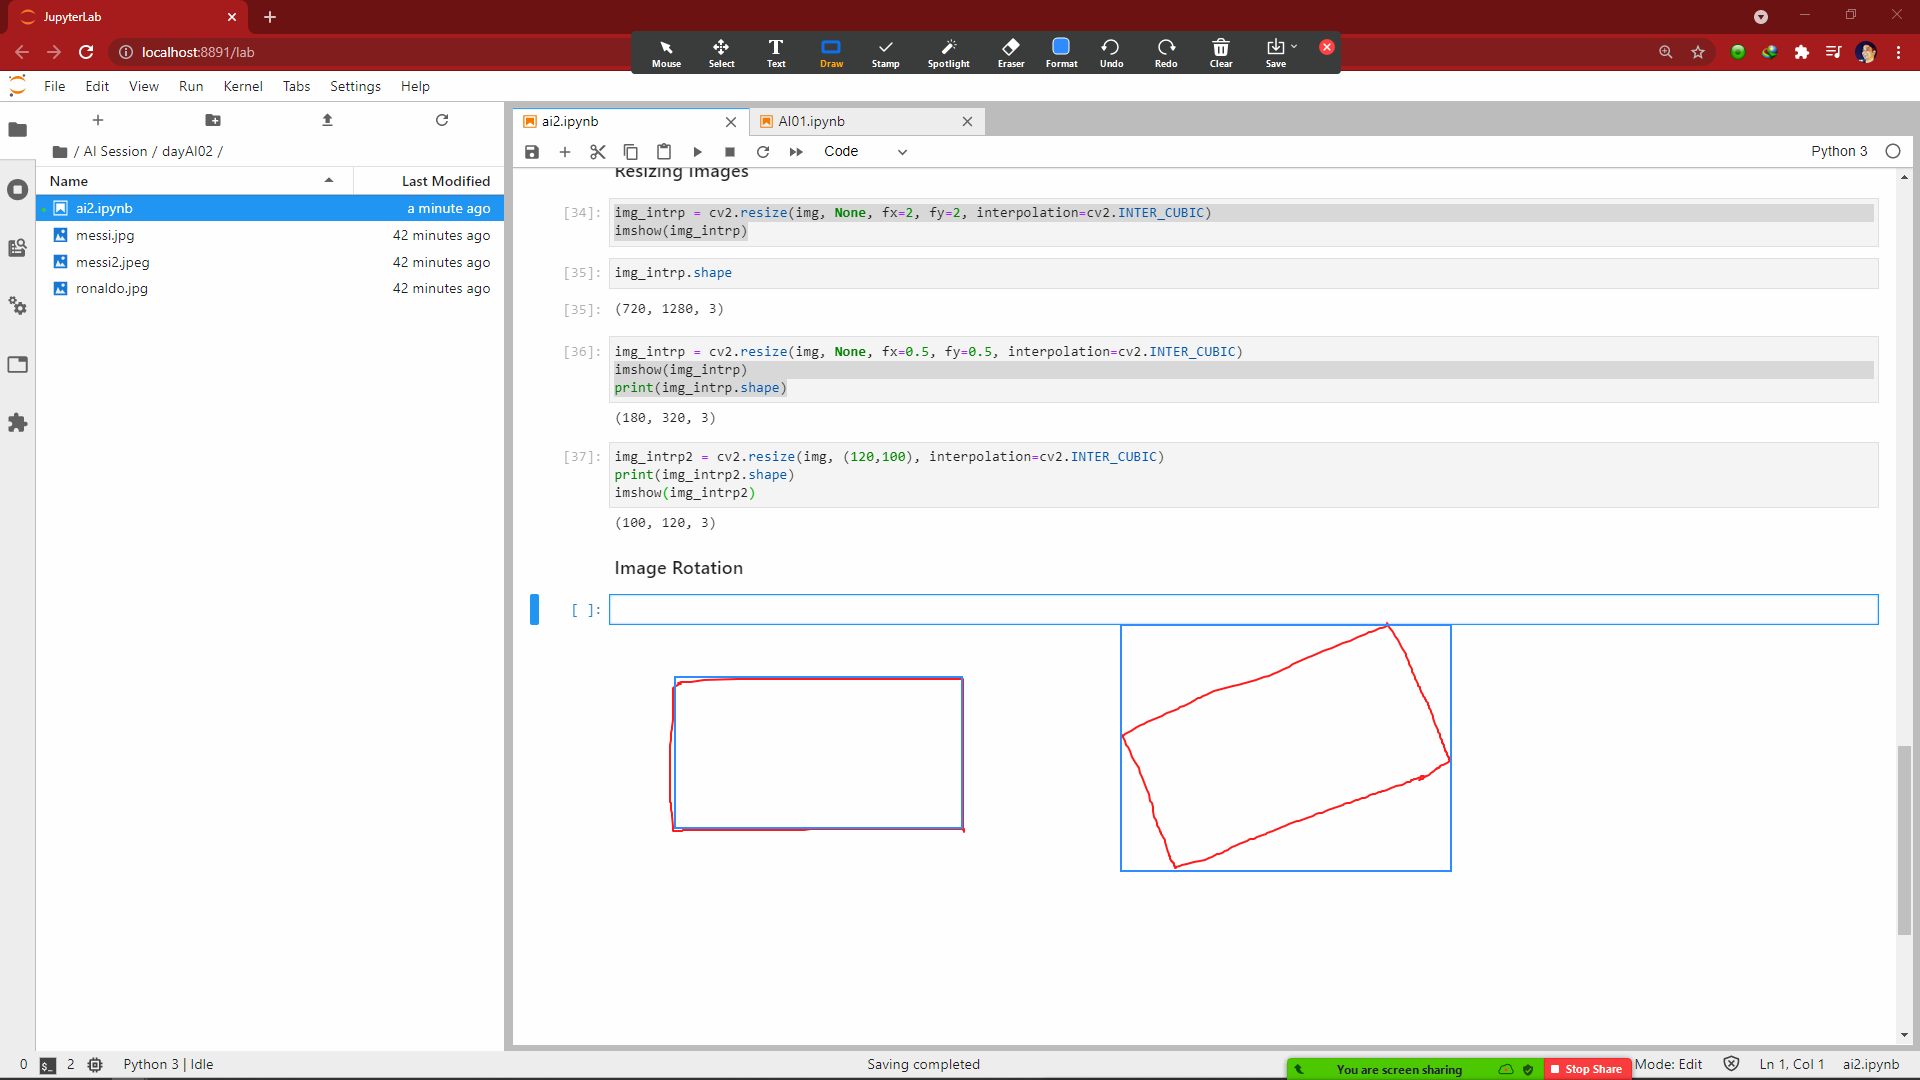 JupyterLab
localhost:8891/lab
Mouse Select Text Draw Stamp Spotlight Eraser Format Undo Redo Clear Save
File Edit View Run Kernel Tabs Settings Help
/ AI Session / dayAI02 /
Name Last Modified
ai2.ipynb a minute ago
messi.jpg 42 minutes ago
messi2.jpeg 42 minutes ago
ronaldo.jpg 42 minutes ago
ai2.ipynb AI01.ipynb
Code Python 3
Resizing Images
[34]: img_intrp = cv2.resize(img, None, fx=2, fy=2, interpolation=cv2.INTER_CUBIC)
imshow(img_intrp)
[35]: img_intrp.shape
[35]: (720, 1280, 3)
[36]: img_intrp = cv2.resize(img, None, fx=0.5, fy=0.5, interpolation=cv2.INTER_CUBIC)
imshow(img_intrp)
print(img_intrp.shape)
(180, 320, 3)
[37]: img_intrp2 = cv2.resize(img, (120,100), interpolation=cv2.INTER_CUBIC)
print(img_intrp2.shape)
imshow(img_intrp2)
(100, 120, 3)
Image Rotation
[ ]:
0 $_ 2 Python 3 | Idle Saving completed You are screen sharing Stop Share Mode: Edit Ln 1, Col 1 ai2.ipynb